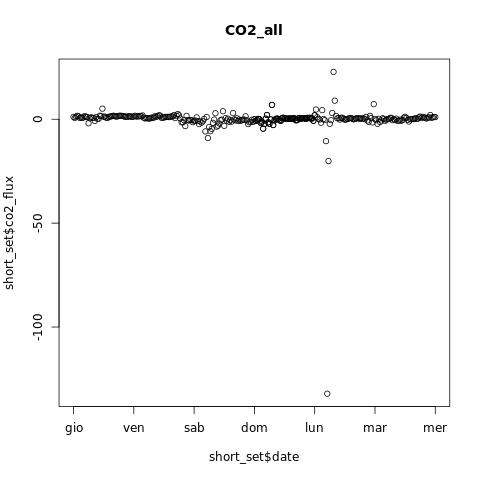 CO2_all
0
-50
-100
short_set$co2_flux
gio ven sab dom lun mar mer
short_set$date